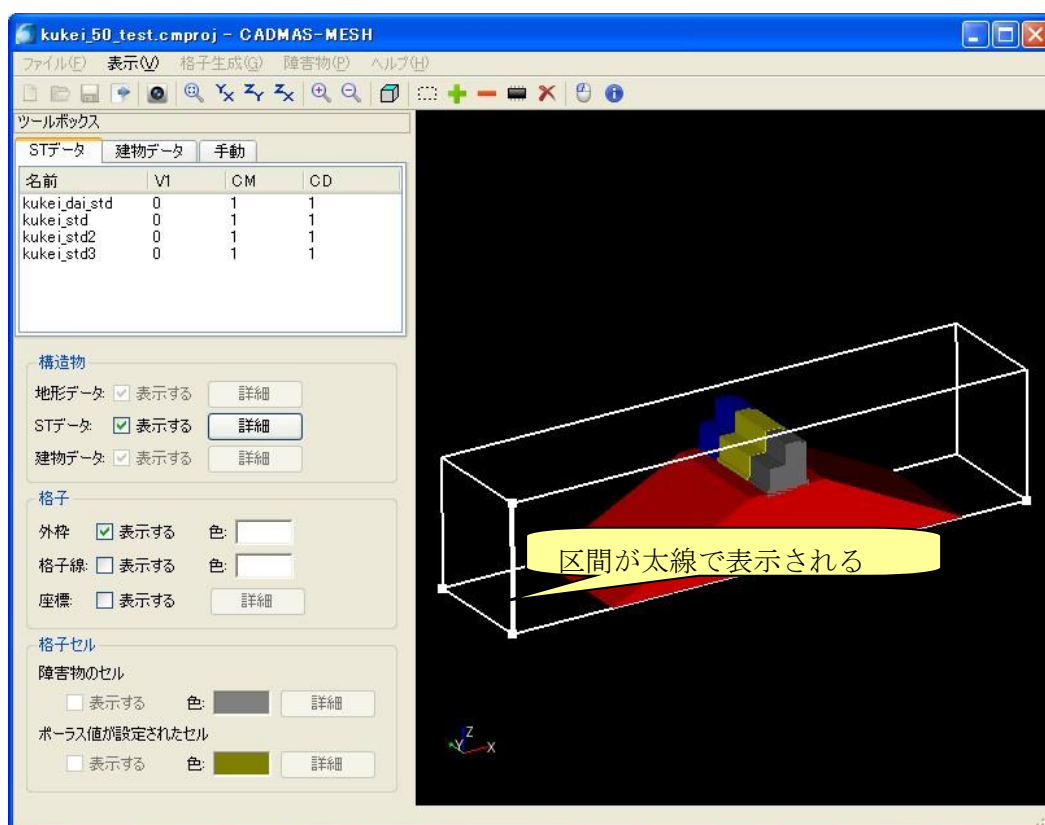 kukei_50_test.cmproj - CADMAS-MESH
ファイル(F) 表示(V) 格子生成(G) 障害物(P) ヘルプ(H)
ツールボックス
STデータ 建物データ 手動
名前 V1 CM CD
kukei_dai_std 0 1 1
kukei_std 0 1 1
kukei_std2 0 1 1
kukei_std3 0 1 1
構造物
地形データ: 表示する 詳細
STデータ: 表示する 詳細
建物データ: 表示する 詳細
格子
外枠 表示する 色:
格子線: 表示する 色:
座標: 表示する 詳細
格子セル
障害物のセル
表示する 色: 詳細
ポーラス値が設定されたセル
表示する 色: 詳細
区間が太線で表示される
Z
Y X